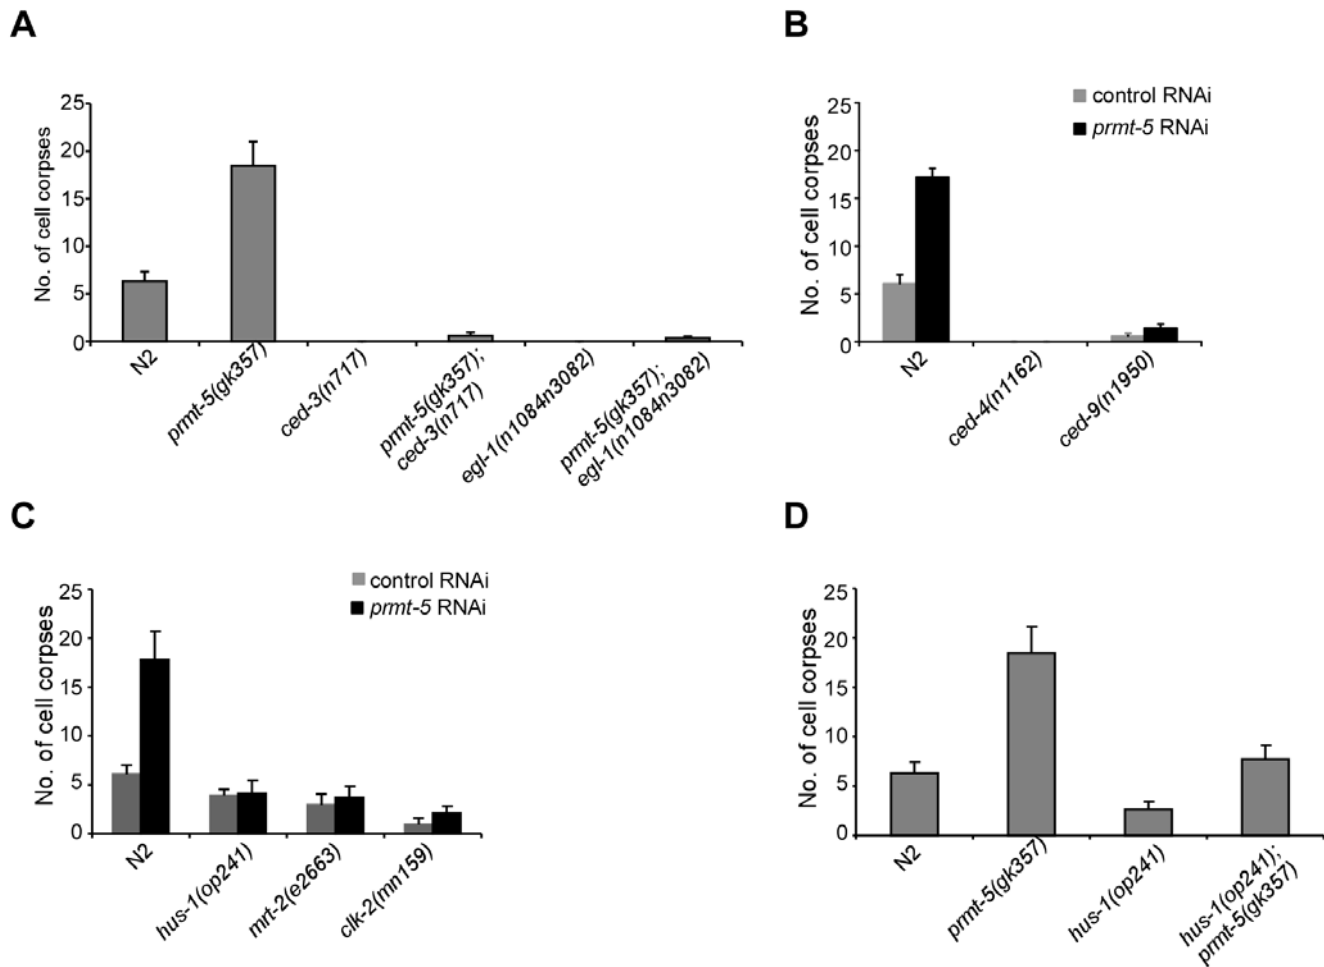 A
No. of cell corpses
25
20
15
10
5
0
N2
prmt-5(gk357)
ced-3(n717)
prmt-5(gk357);
ced-3(n717)
egl-1(n1084n3082)
prmt-5(gk357);
egl-1(n1084n3082)
B
control RNAi
prmt-5 RNAi
No. of cell corpses
25
20
15
10
5
0
N2
ced-4(n1162)
ced-9(n1950)
C
control RNAi
prmt-5 RNAi
No. of cell corpses
25
20
15
10
5
0
N2
hus-1(op241)
mrt-2(e2663)
clk-2(mn159)
D
No. of cell corpses
25
20
15
10
5
0
N2
prmt-5(gk357)
hus-1(op241)
hus-1(op241);
prmt-5(gk357)